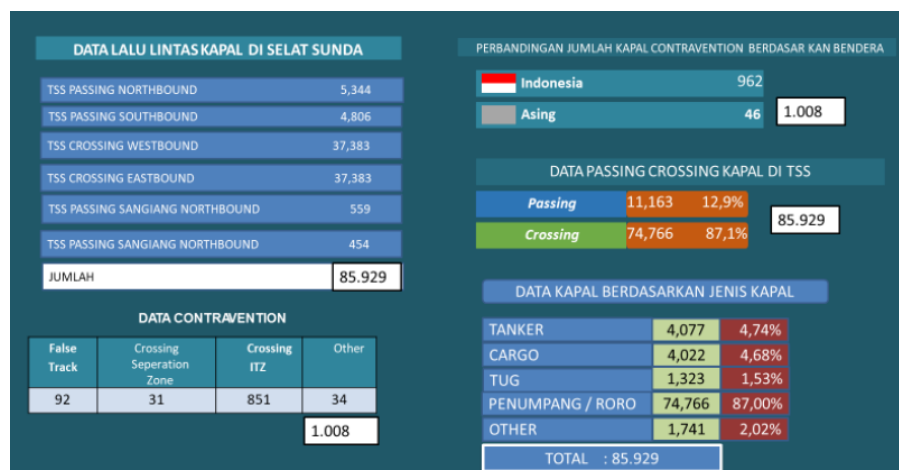 DATA LALU LINTAS KAPAL DI SELAT SUNDA
TSS PASSING NORTHBOUND 5,344
TSS PASSING SOUTHBOUND 4,806
TSS CROSSING WESTBOUND 37,383
TSS CROSSING EASTBOUND 37,383
TSS PASSING SANGIANG NORTHBOUND 559
TSS PASSING SANGIANG NORTHBOUND 454
JUMLAH 85.929
DATA CONTRAVENTION
False Track
Crossing Seperation Zone
Crossing ITZ
Other
92 31 851 34
1.008
PERBANDINGAN JUMLAH KAPAL CONTRAVENTION BERDASAR KAN BENDERA
Indonesia 962
Asing 46
1.008
DATA PASSING CROSSING KAPAL DI TSS
Passing 11,163 12,9%
Crossing 74,766 87,1%
85.929
DATA KAPAL BERDASARKAN JENIS KAPAL
TANKER 4,077 4,74%
CARGO 4,022 4,68%
TUG 1,323 1,53%
PENUMPANG / RORO 74,766 87,00%
OTHER 1,741 2,02%
TOTAL : 85.929